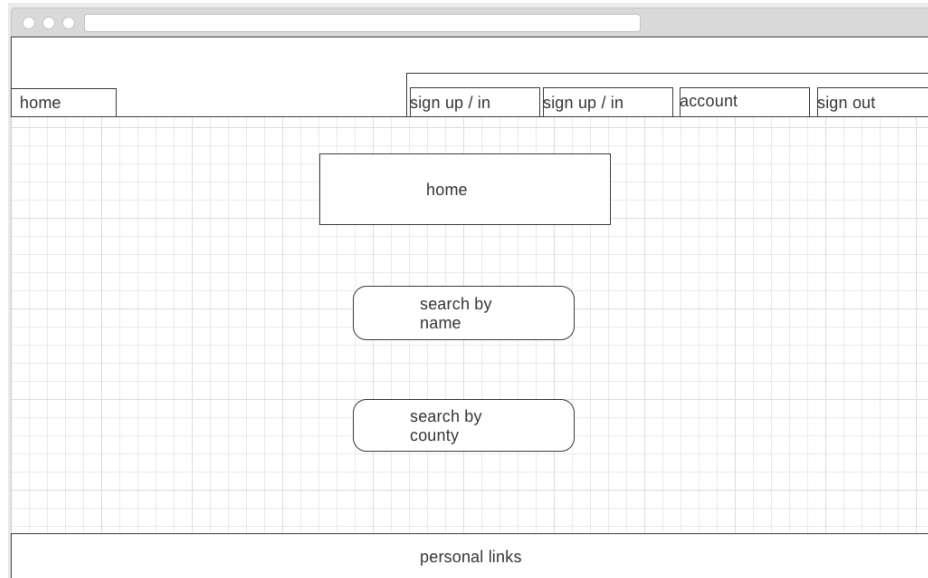 home
sign up / in
sign up / in
account
sign out
home
search by
name
search by
county
personal links